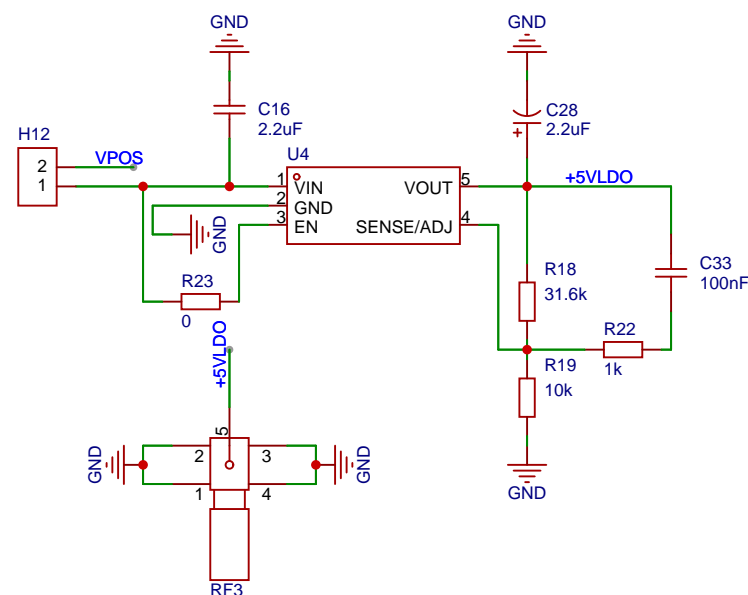 GND
GND
C16
2.2uF
C28
2.2uF
H12
2
1
VPOS
U4
1
VIN
2
GND
3
EN
VOUT
5
SENSE/ADJ
4
+5VLDO
GND
R23
0
R18
31.6k
C33
100nF
R22
1k
R19
10k
GND
+5VLDO
5
GND
2
3
1
4
GND
RF3